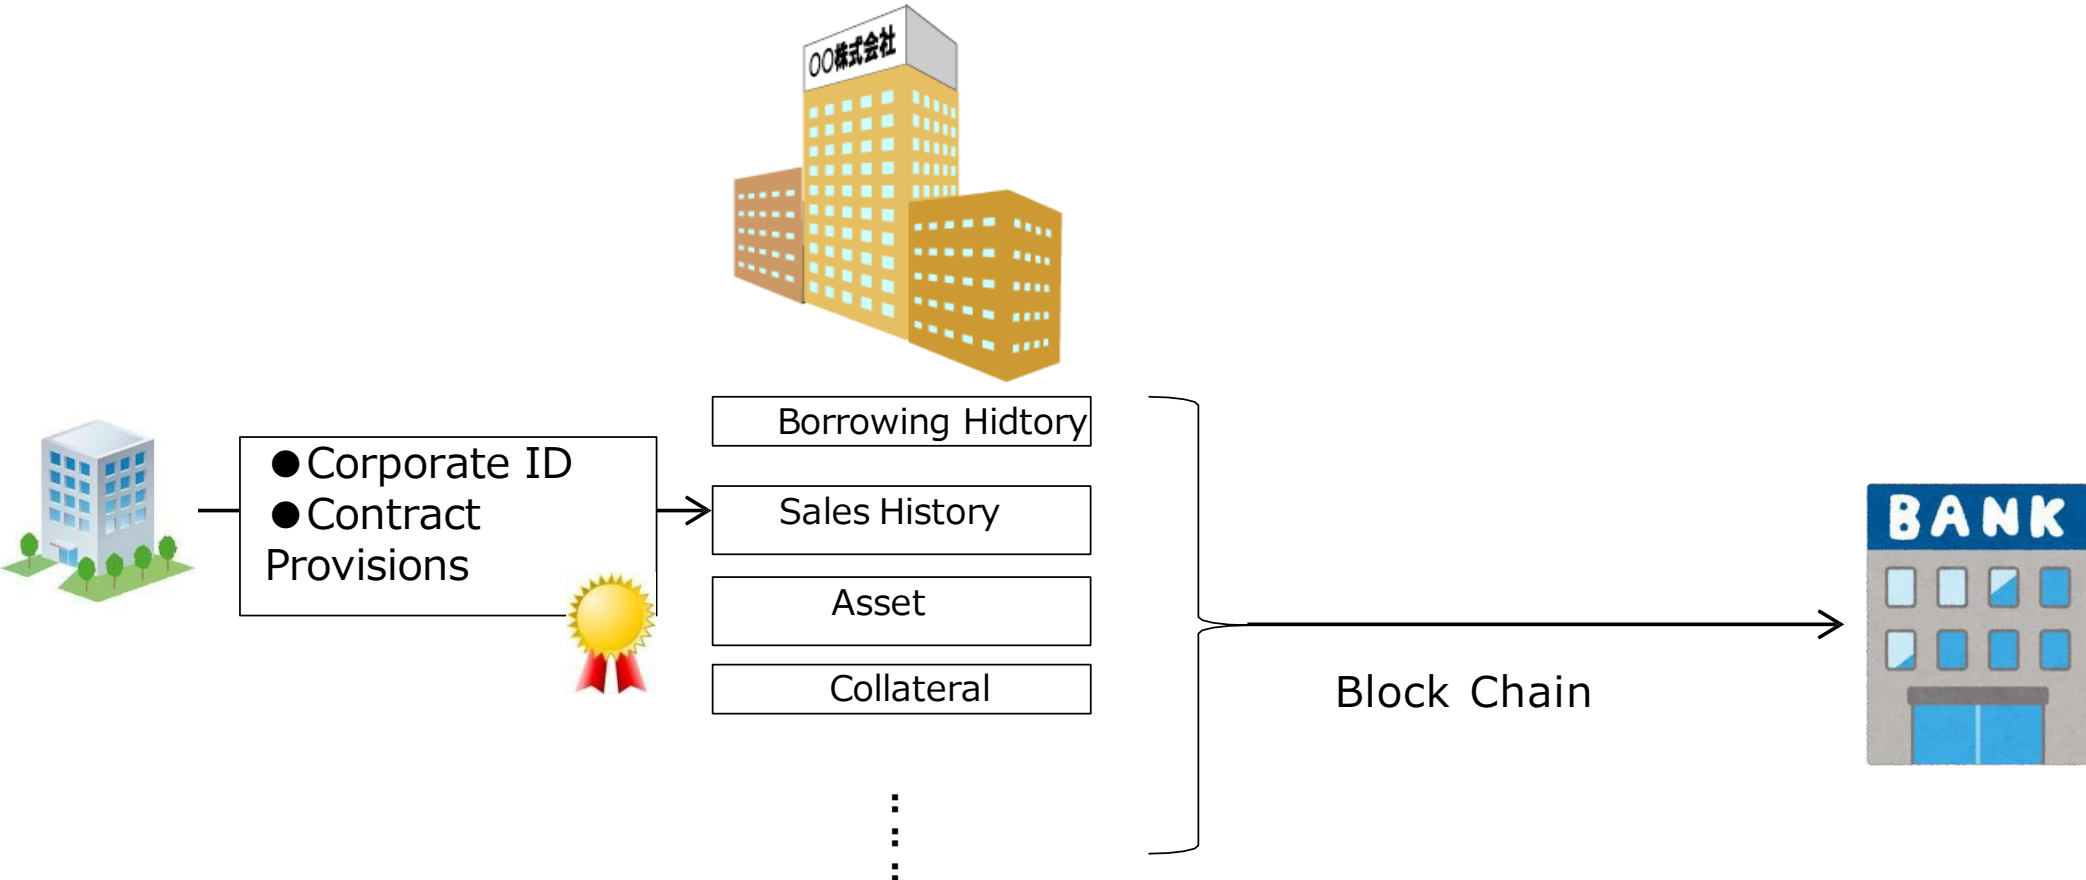 ○○株式会社
Borrowing Hidtory
●Corporate ID
●Contract
Provisions
Sales History
Asset
Collateral
Block Chain
BANK